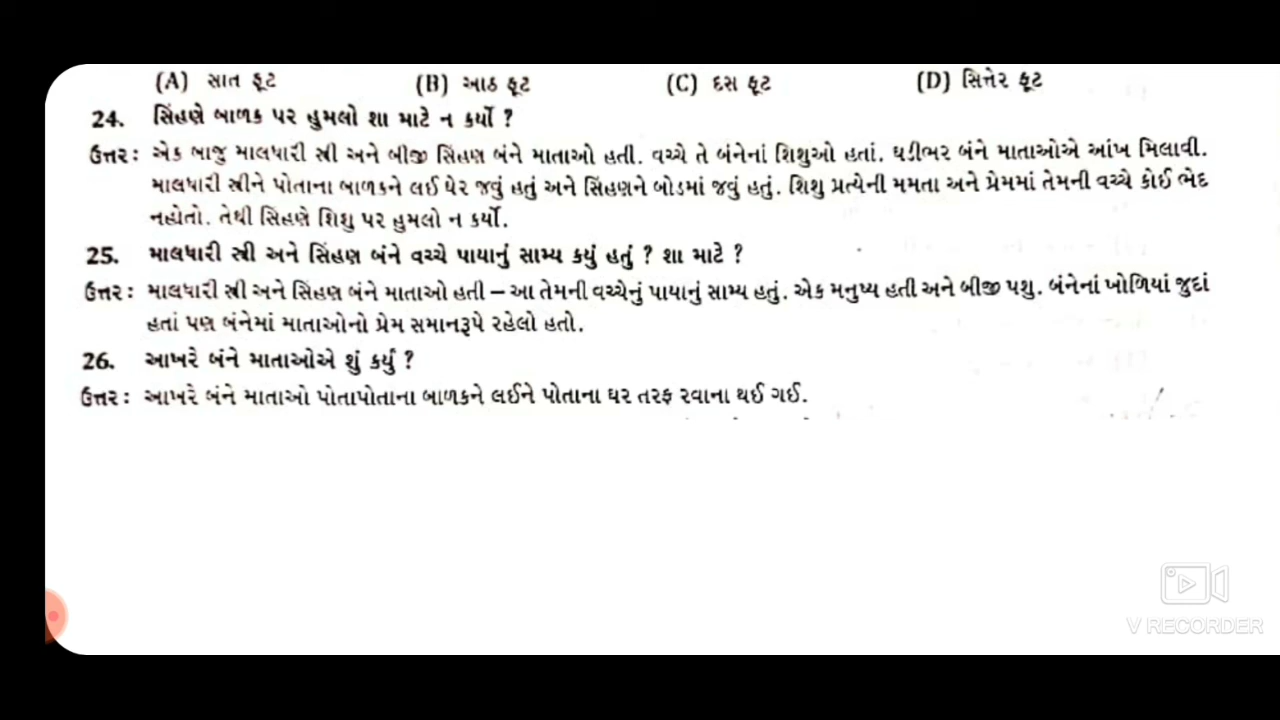 (A) સાત ફૂટ (B) આઠ ફૂટ (C) દસ ફૂટ (D) સિત્તેર ફૂટ
24. સિંહણે બાળક પર હુમલો શા માટે ન કર્યો ?
ઉત્તર : એક બાજુ માલધારી સ્ત્રી અને બીજી સિંહણ બંને માતાઓ હતી. વચ્ચે તે બંનેનાં શિશુઓ હતાં. ઘડીભર બંને માતાઓએ આંખ મિલાવી.
માલધારી સ્ત્રીને પોતાના બાળકને લઈ ઘેર જવું હતું અને સિંહણને બોડમાં જવું હતું. શિશુ પ્રત્યેની મમતા અને પ્રેમમાં તેમની વચ્ચે કોઈ ભેદ
નહોતો. તેથી સિંહણે શિશુ પર હુમલો ન કર્યો.
25. માલધારી સ્ત્રી અને સિંહણ બંને વચ્ચે પાયાનું સામ્ય કયું હતું ? શા માટે ?
ઉત્તર : માલધારી સ્ત્રી અને સિંહણ બંને માતાઓ હતી – આ તેમની વચ્ચેનું પાયાનું સામ્ય હતું. એક મનુષ્ય હતી અને બીજી પશુ. બંનેનાં ખોળિયાં જુદાં
હતાં પણ બંનેમાં માતાઓનો પ્રેમ સમાનરૂપે રહેલો હતો.
26. આખરે બંને માતાઓએ શું કર્યું ?
ઉત્તર : આખરે બંને માતાઓ પોતાપોતાના બાળકને લઈને પોતાના ઘર તરફ રવાના થઈ ગઈ.
V RECORDER